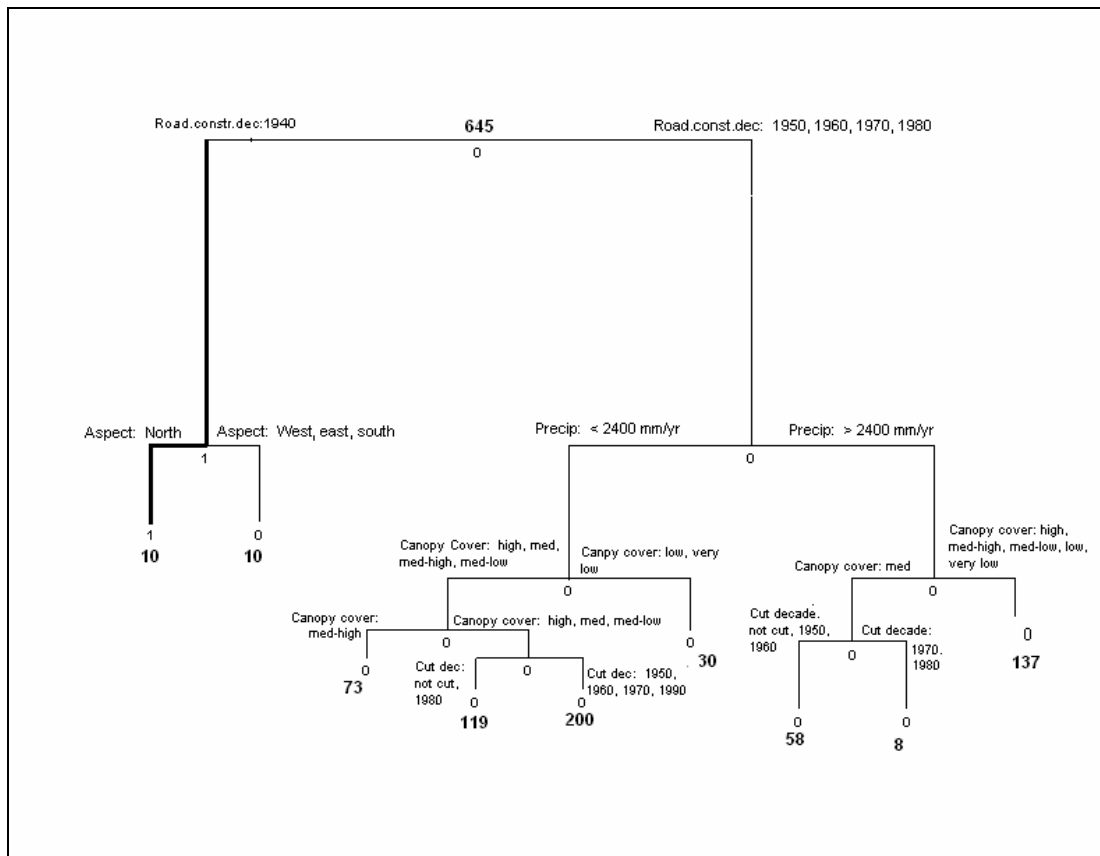 Road.constr.dec:1940
645
Road.const.dec: 1950, 1960, 1970, 1980
0
Aspect: North
Aspect: West, east, south
1
Precip: < 2400 mm/yr
Precip: > 2400 mm/yr
0
1
10
0
10
Canopy Cover: high, med,
med-high, med-low
Canpy cover: low, very
low
0
Canopy cover: med
Canopy cover: high,
med-high, med-low, low,
very low
0
Canopy cover:
med-high
Canopy cover: high, med, med-low
0
0
73
0
Cut dec:
not cut,
1980
Cut dec: 1950,
1960, 1970, 1990
0
119
0
200
0
30
Cut decade.
not cut, 1950,
1960
Cut decade:
1970.
1980
0
0
58
0
8
0
137